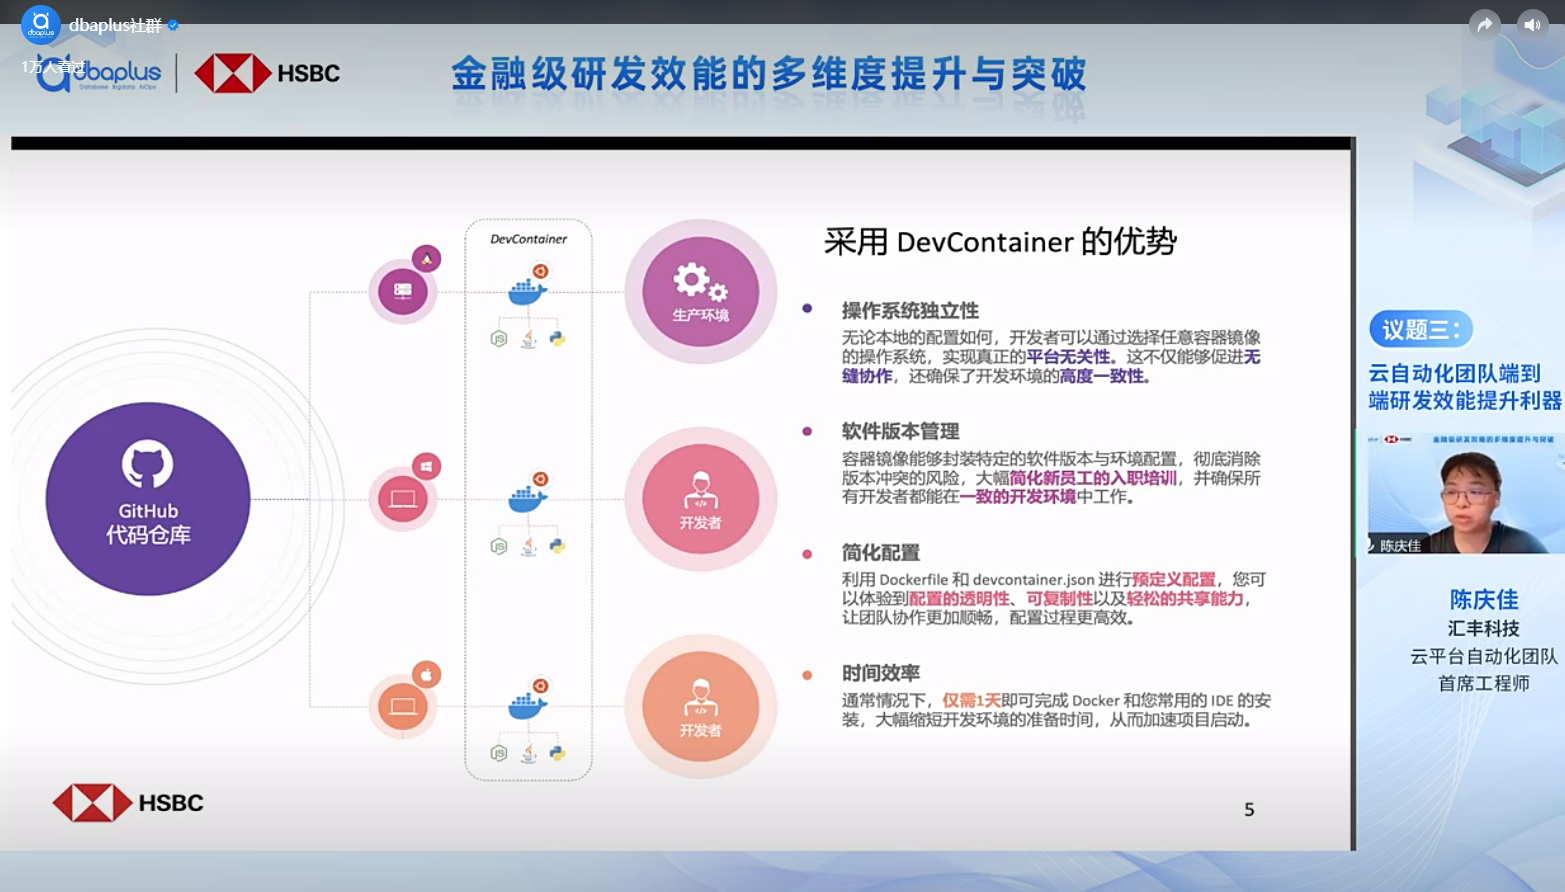 dbaplus社群
1万人看过
dbaplus
Database Bigdata AIOps
HSBC
金融级研发效能的多维度提升与突破
DevContainer
生产环境
GitHub
代码仓库
开发者
开发者
采用 DevContainer 的优势
操作系统独立性
无论本地的配置如何，开发者可以通过选择任意容器镜像
的操作系统，实现真正的平台无关性。这不仅能够促进无
缝协作，还确保了开发环境的高度一致性。
软件版本管理
容器镜像能够封装特定的软件版本与环境配置，彻底消除
版本冲突的风险，大幅简化新员工的入职培训，并确保所
有开发者都能在一致的开发环境中工作。
简化配置
利用 Dockerfile 和 devcontainer.json 进行预定义配置，您可
以体验到配置的透明性、可复制性以及轻松的共享能力，
让团队协作更加顺畅，配置过程更高效。
时间效率
通常情况下，仅需1天即可完成 Docker 和您常用的 IDE 的安
装，大幅缩短开发环境的准备时间，从而加速项目启动。
HSBC
5
议题三：
云自动化团队端到
端研发效能提升利器
金融级研发效能的多维度提升与突破
陈庆佳
陈庆佳
汇丰科技
云平台自动化团队
首席工程师